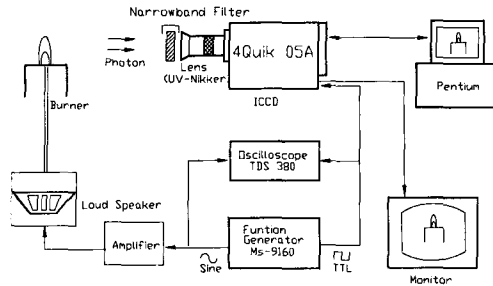 Narrowband Filter
Photon
Lens
(UV-Nikker)
4Quik 05A
ICCD
Burner
Pentium
Oscilloscope
TDS 380
Loud Speaker
Amplifier
Funtion
Generator
Ms-9160
Sine
TTL
Monitor